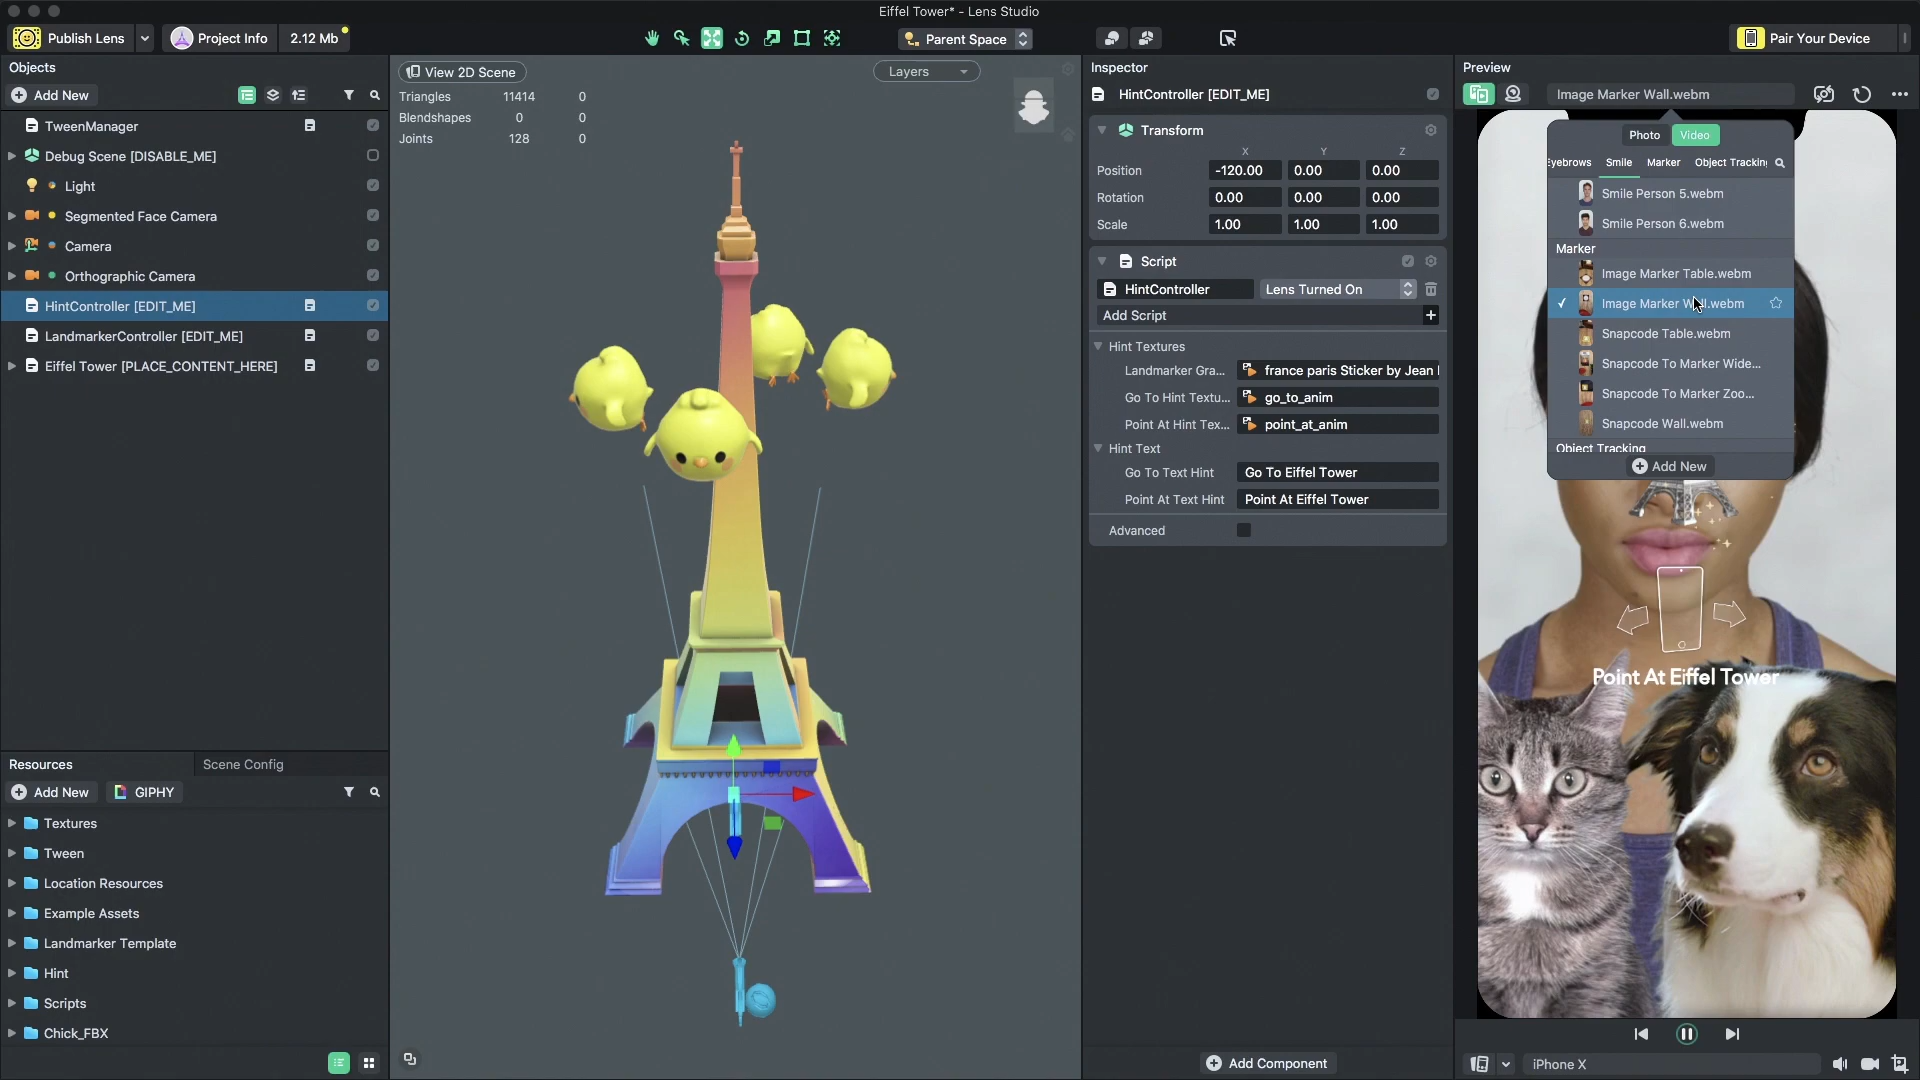 Eiffel Tower* - Lens Studio
Publish Lens
Project Info
2.12 Mb
Parent Space
Pair Your Device
Objects
Add New
TweenManager
Debug Scene [DISABLE_ME]
Light
Segmented Face Camera
Camera
Orthographic Camera
HintController [EDIT_ME]
LandmarkerController [EDIT_ME]
Eiffel Tower [PLACE_CONTENT_HERE]
Resources
Scene Config
Add New
GIPHY
Textures
Tween
Location Resources
Example Assets
Landmarker Template
Hint
Scripts
Chick_FBX
View 2D Scene
Layers
Triangles 11414 0
Blendshapes 0 0
Joints 128 0
Inspector
HintController [EDIT_ME]
Transform
X Y Z
Position -120.00 0.00 0.00
Rotation 0.00 0.00 0.00
Scale 1.00 1.00 1.00
Script
HintController Lens Turned On
Add Script
Hint Textures
Landmarker Gra... france paris Sticker by Jean
Go To Hint Textu... go_to_anim
Point At Hint Tex... point_at_anim
Hint Text
Go To Text Hint Go To Eiffel Tower
Point At Text Hint Point At Eiffel Tower
Advanced
Add Component
Preview
Image Marker Wall.webm
Photo Video
Eyebrows Smile Marker Object Trackin
Smile Person 5.webm
Smile Person 6.webm
Marker
Image Marker Table.webm
Image Marker Wall.webm
Snapcode Table.webm
Snapcode To Marker Wide...
Snapcode To Marker Zoo...
Snapcode Wall.webm
Object Tracking
Add New
Point At Eiffel Tower
iPhone X